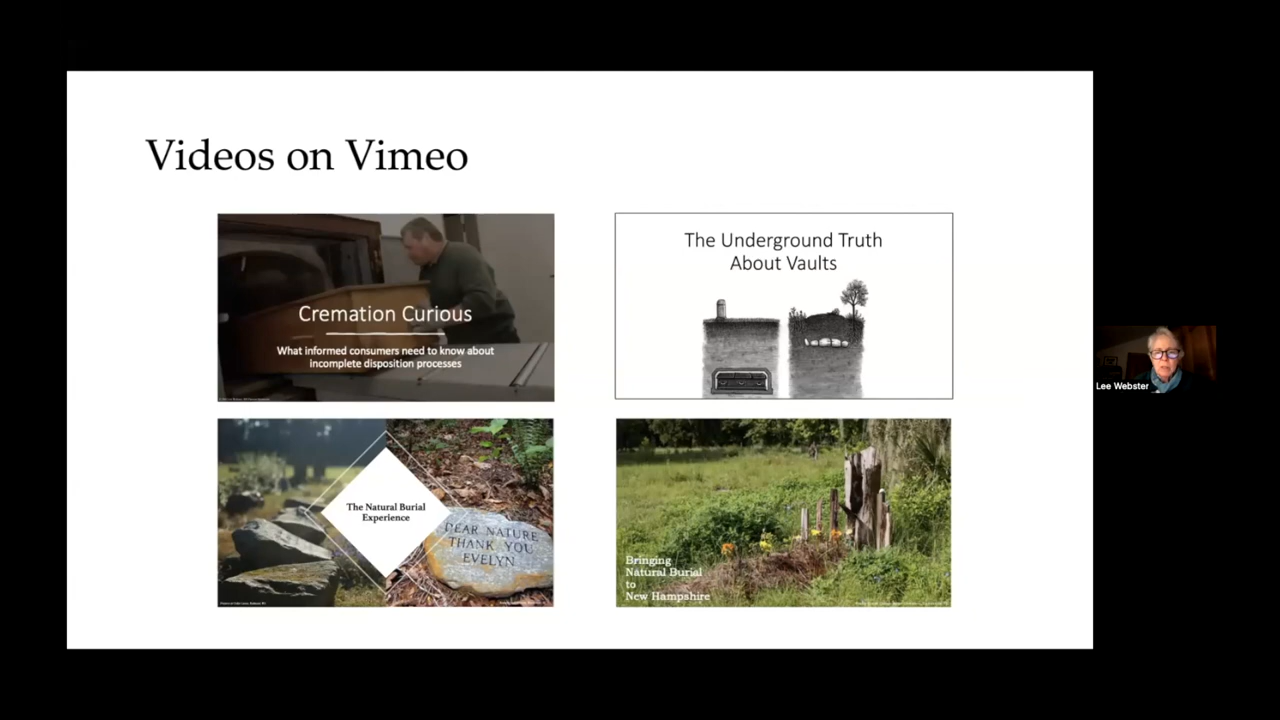 Videos on Vimeo
Cremation Curious
What informed consumers need to know about
incomplete disposition processes
The Underground Truth
About Vaults
The Natural Burial
Experience
DEAR NATURE
THANK YOU
EVELYN
Bringing
Natural Burial
to
New Hampshire
Lee Webster